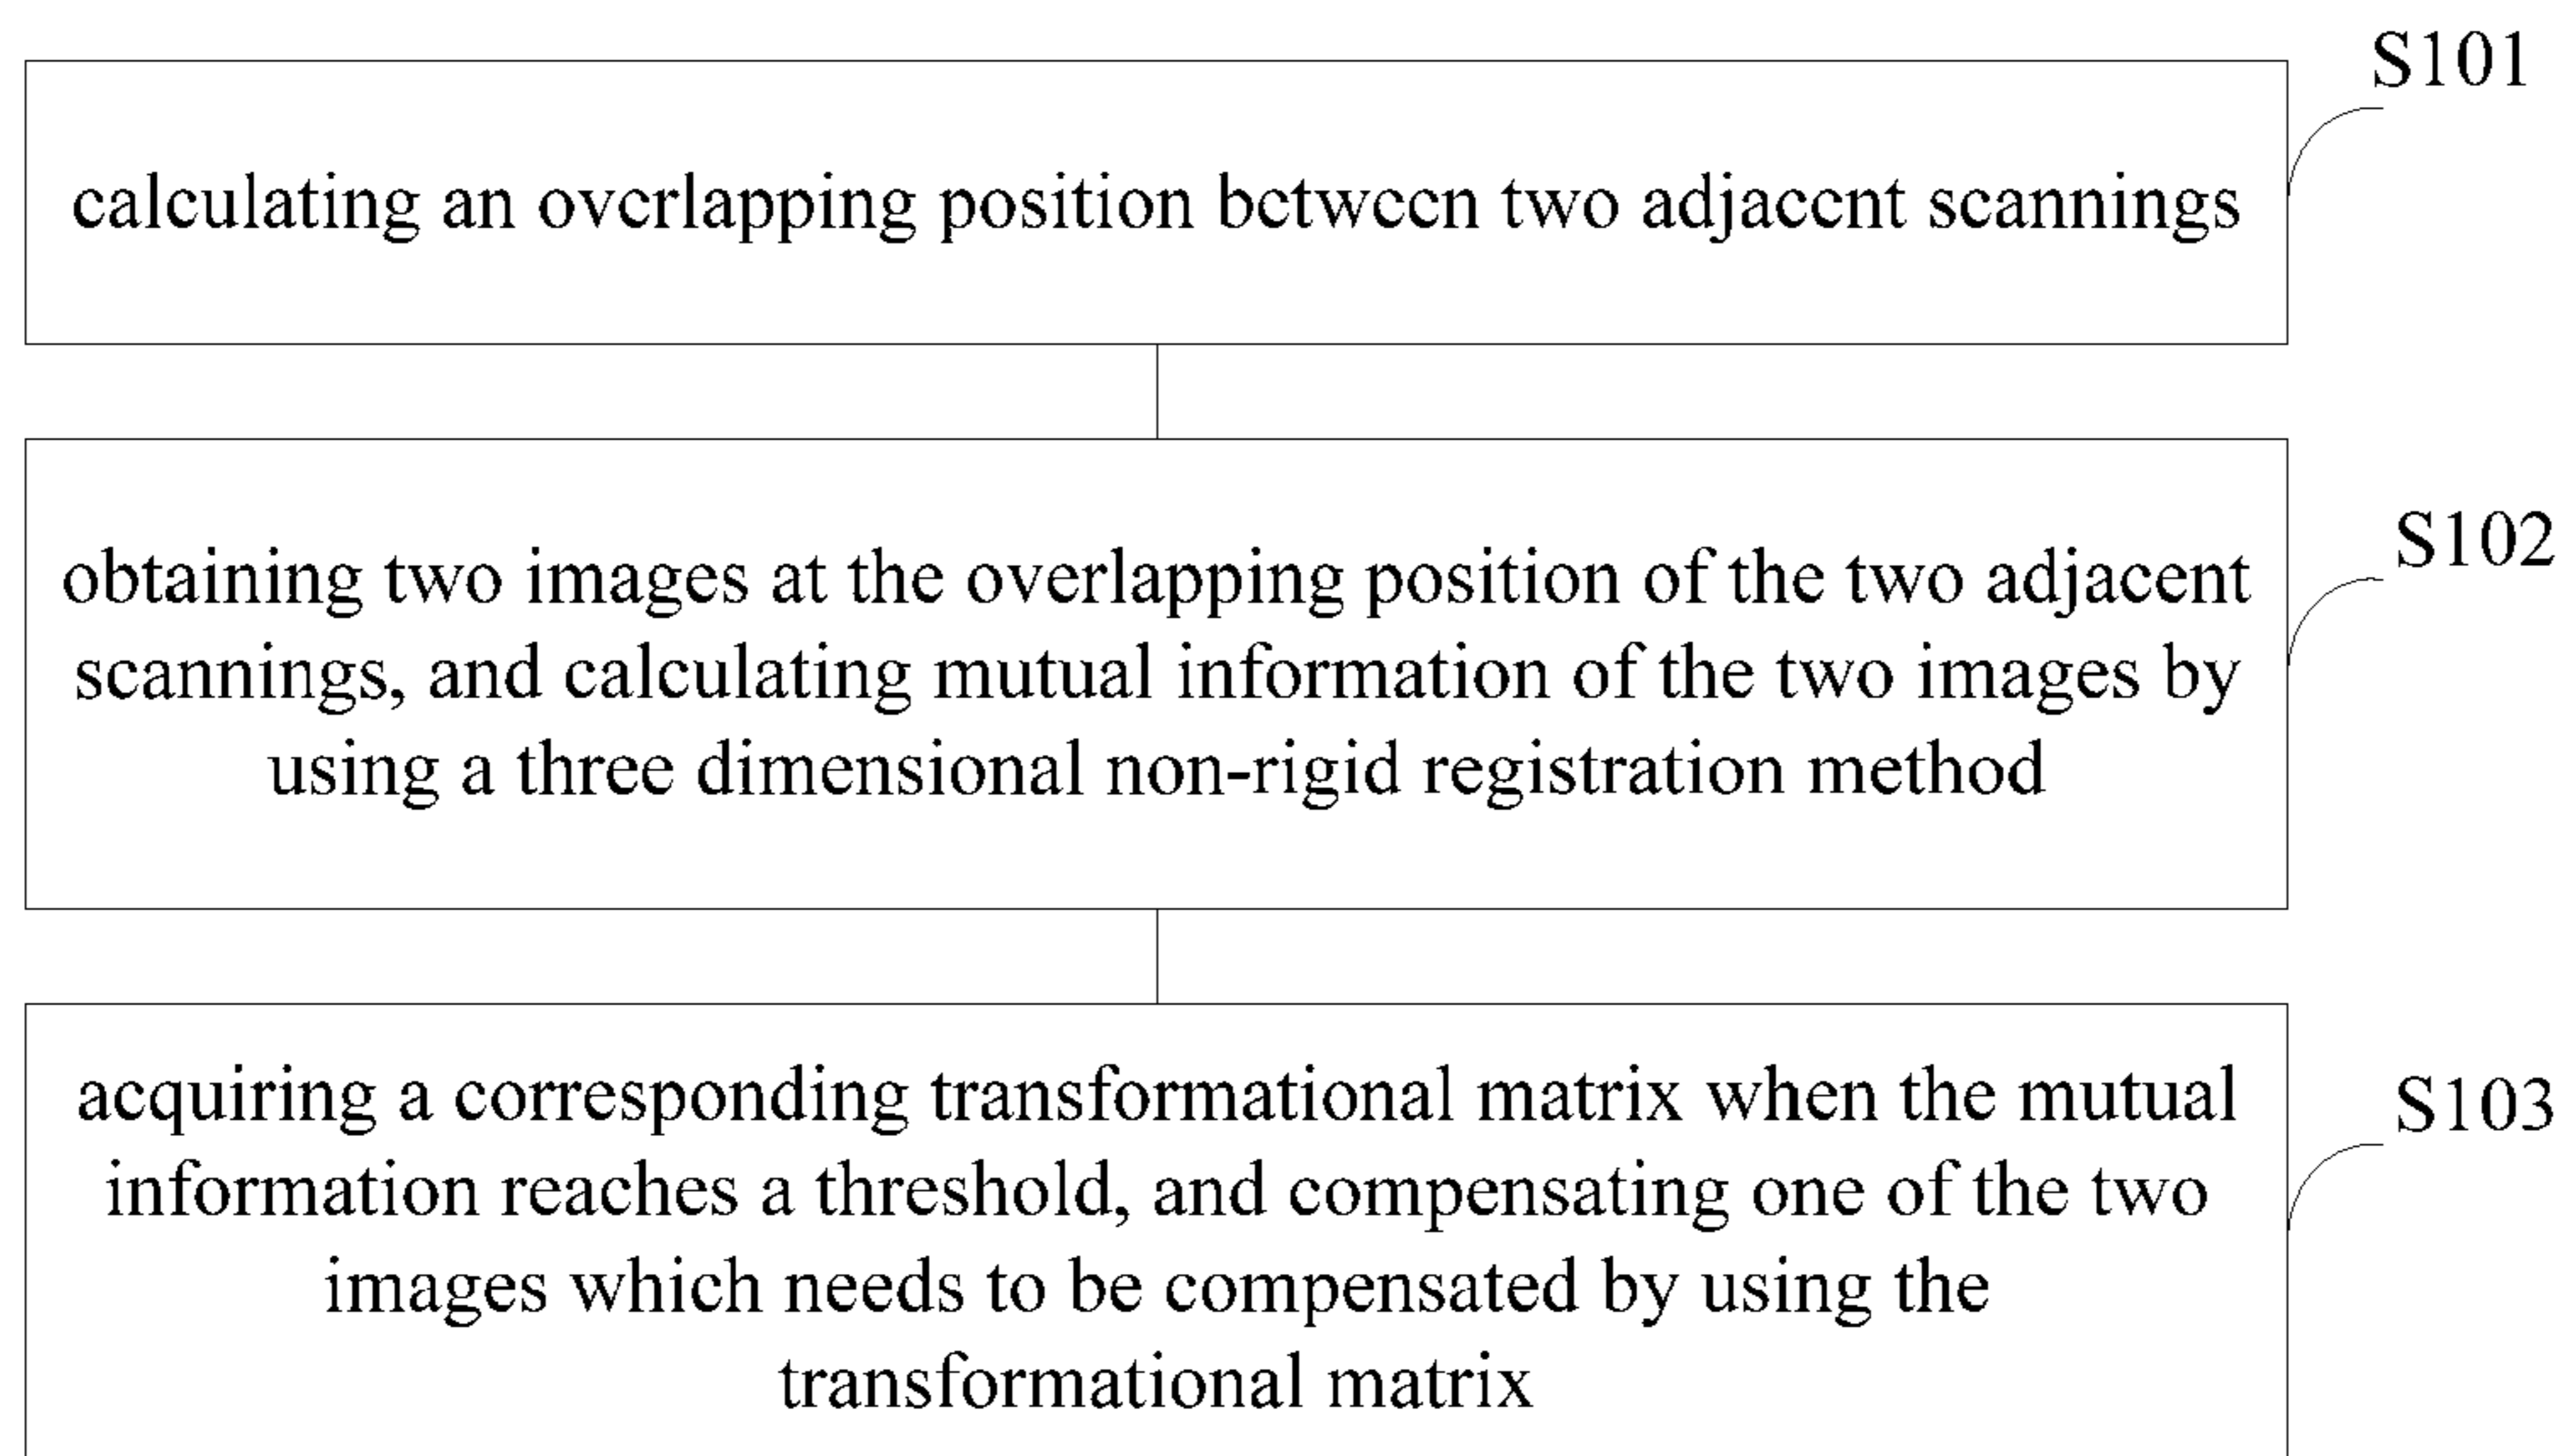 S101
calculating an overlapping position between two adjacent scannings
S102
obtaining two images at the overlapping position of the two adjacent
scannings, and calculating mutual information of the two images by
using a three dimensional non-rigid registration method
S103
acquiring a corresponding transformational matrix when the mutual
information reaches a threshold, and compensating one of the two
images which needs to be compensated by using the
transformational matrix